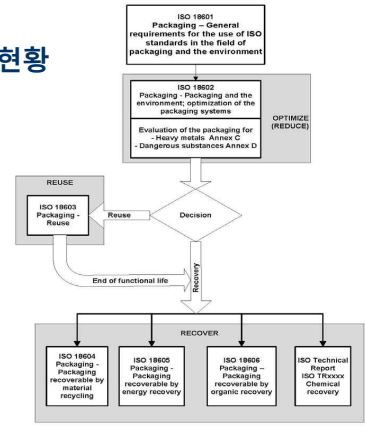 현황
ISO 18601
Packaging – General
requirements for the use of ISO
standards in the field of
packaging and the environment
ISO 18602
Packaging - Packaging and the
environment; optimization of the
packaging systems
Evaluation of the packaging for
- Heavy metals Annex C
- Dangerous substances Annex D
OPTIMIZE
(REDUCE)
REUSE
ISO 18603
Packaging -
Reuse
Reuse
Decision
End of functional life
Recovery
RECOVER
ISO 18604
Packaging -
Packaging
recoverable by
material
recycling
ISO 18605
Packaging -
Packaging
recoverable by
energy recovery
ISO 18606
Packaging –
Packaging
recoverable by
organic recovery
ISO Technical
Report
ISO TRxxxx
Chemical
recovery